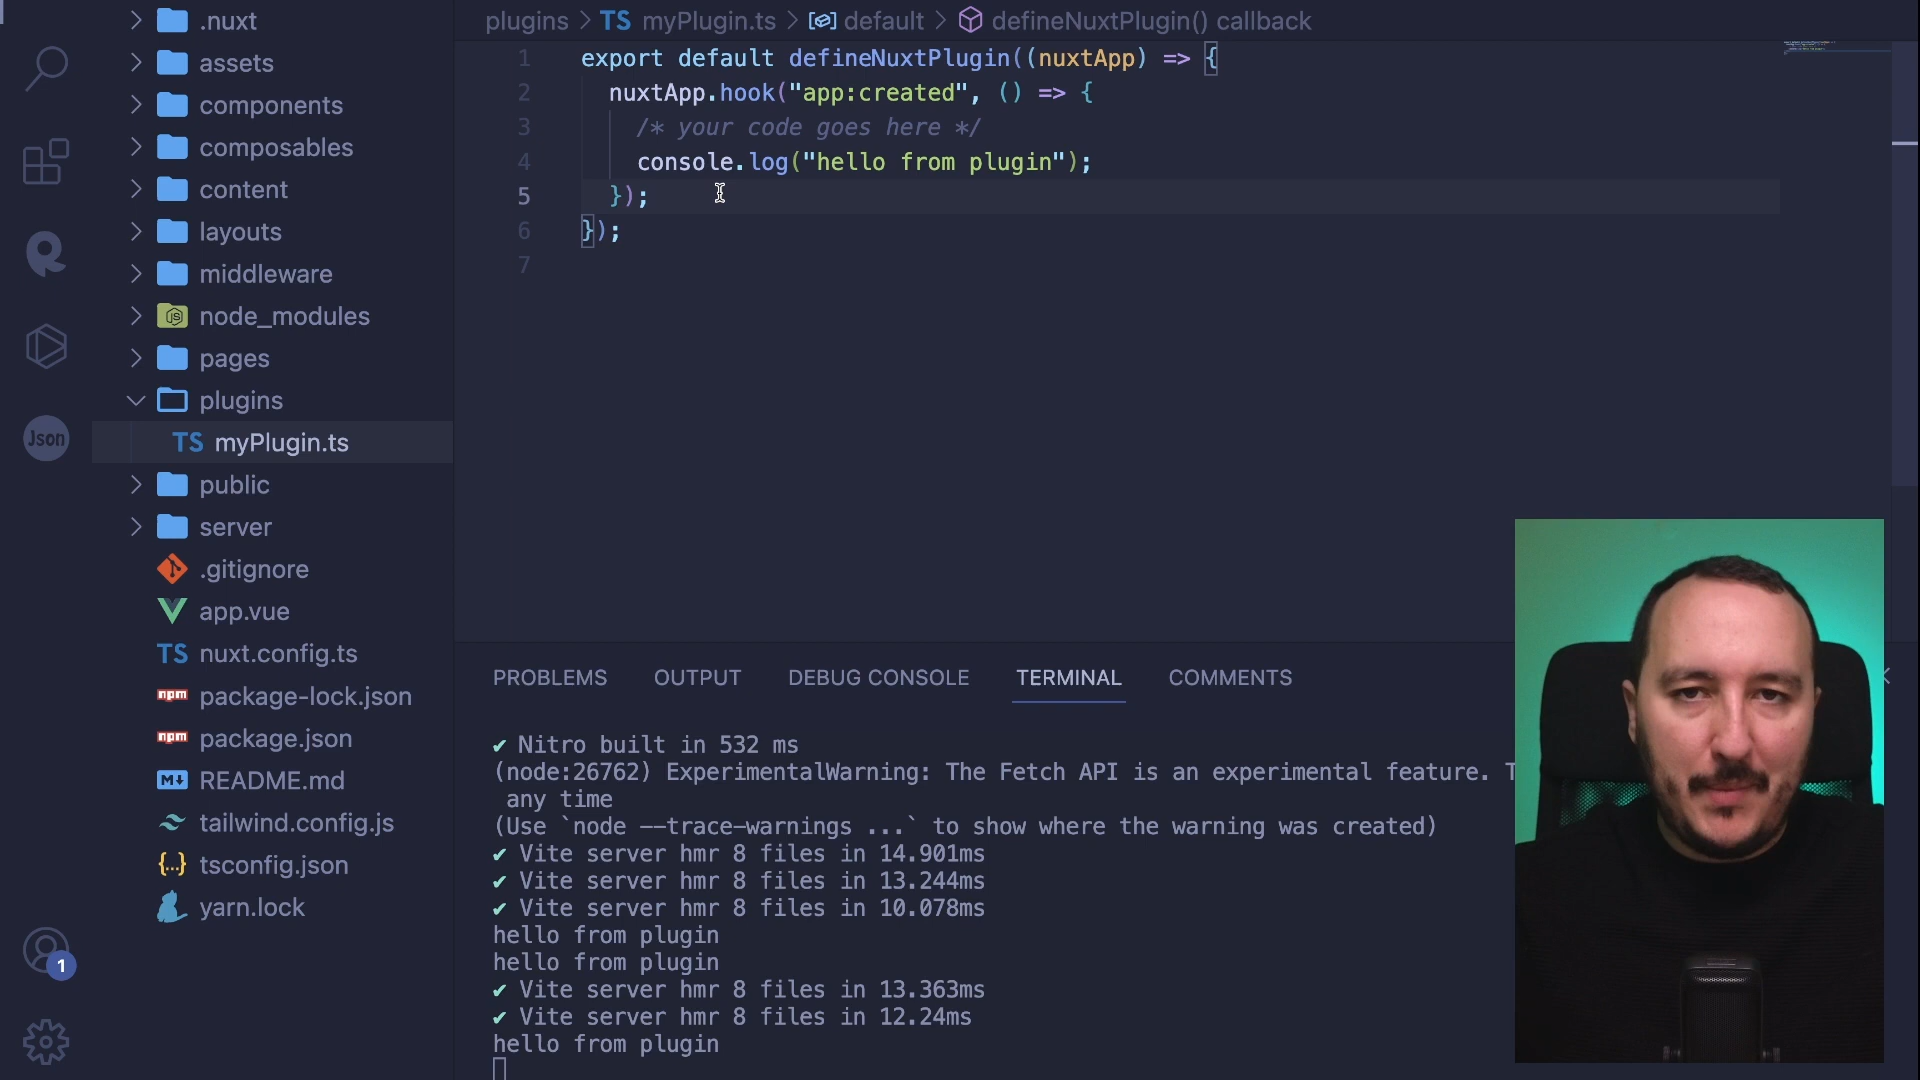 .nuxt
assets
components
composables
content
layouts
middleware
node_modules
pages
plugins
TS myPlugin.ts
public
server
.gitignore
app.vue
TS nuxt.config.ts
npm package-lock.json
npm package.json
M↓ README.md
tailwind.config.js
{..} tsconfig.json
yarn.lock
Json
1
plugins > TS myPlugin.ts > default > defineNuxtPlugin() callback
1 export default defineNuxtPlugin((nuxtApp) => {
2 nuxtApp.hook("app:created", () => {
3 /* your code goes here */
4 console.log("hello from plugin");
5 });
6 });
7
PROBLEMS OUTPUT DEBUG CONSOLE TERMINAL COMMENTS
✔ Nitro built in 532 ms
(node:26762) ExperimentalWarning: The Fetch API is an experimental feature. T
any time
(Use `node --trace-warnings ...` to show where the warning was created)
✔ Vite server hmr 8 files in 14.901ms
✔ Vite server hmr 8 files in 13.244ms
✔ Vite server hmr 8 files in 10.078ms
hello from plugin
hello from plugin
✔ Vite server hmr 8 files in 13.363ms
✔ Vite server hmr 8 files in 12.24ms
hello from plugin